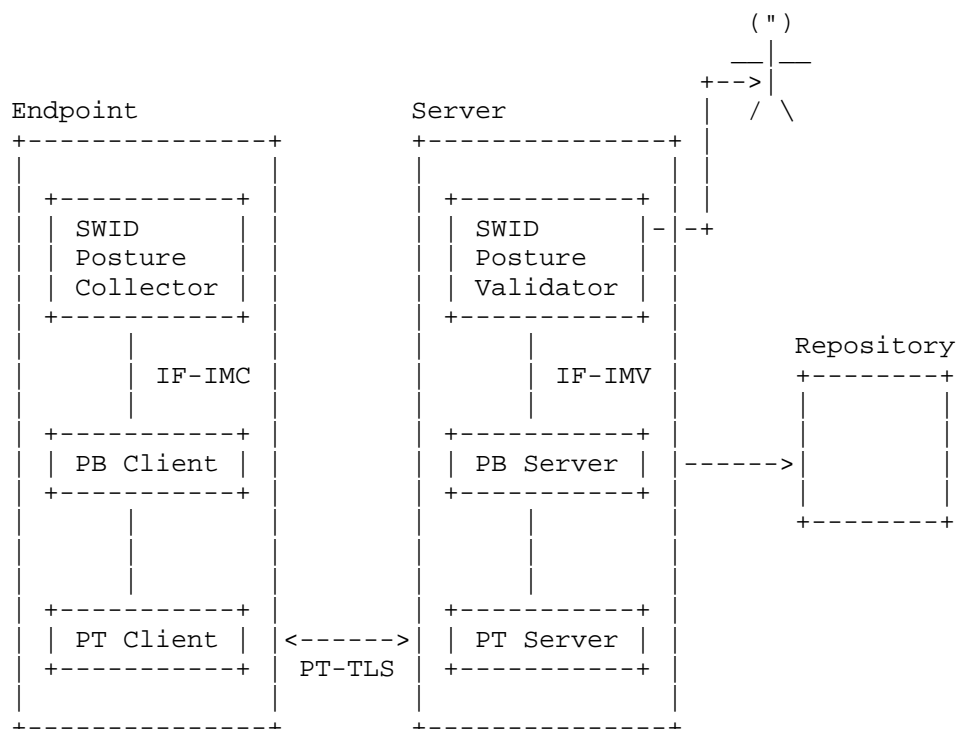 (")
Endpoint Server
SWID SWID
Posture Posture
Collector Validator
Repository
IF-IMC IF-IMV
PB Client PB Server
PT Client PT Server
PT-TLS